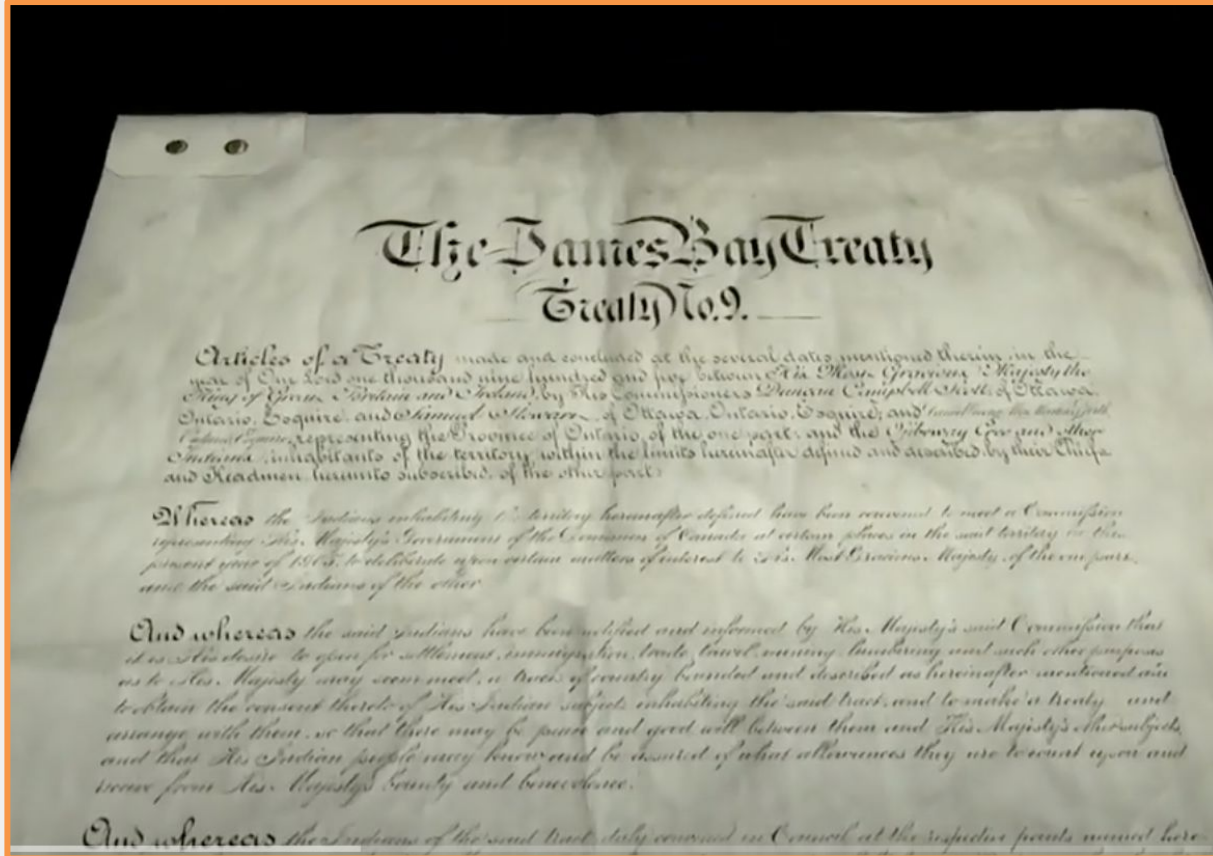 The James Bay Treaty
Treaty No. 9.
Articles of a Treaty made and concluded at the several dates mentioned therein, in the
year of Our Lord one thousand nine hundred and five between His Most Gracious Majesty the
King of Great Britain and Ireland, by His Commissioners Duncan Campbell Scott, of Ottawa,
Ontario, Esquire, and Samuel Stewart, of Ottawa, Ontario, Esquire; and
Esquire, representing the Province of Ontario, of the one part; and the Ojibeway Cree and other
Indians, inhabitants of the territory within the limits hereinafter defined and described, by their Chiefs
and Headmen hereunto subscribed, of the other part:
Whereas the Indians inhabiting the territory hereinafter defined have been convened to meet a Commission
representing His Majesty's Government of the Dominion of Canada at certain places in the said territory in this
present year of 1905, to deliberate upon certain matters of interest to His Most Gracious Majesty, of the one part,
and the said Indians of the other
And whereas the said Indians have been notified and informed by His Majesty's said Commission that
it is His desire to open for settlement, immigration, trade, travel, mining, lumbering and such other purposes
as to His Majesty may seem meet, a tract of country bounded and described as hereinafter mentioned and
to obtain the consent thereto of His Indian subjects inhabiting the said tract, and to make a treaty and
arrange with them, so that there may be peace and good will between them and His Majesty's other subjects,
and that His Indian people may know and be assured of what allowances they are to count upon and
receive from His Majesty's bounty and benevolence.
And whereas the Indians of the said tract, duly convened in Council at the respective points named here-